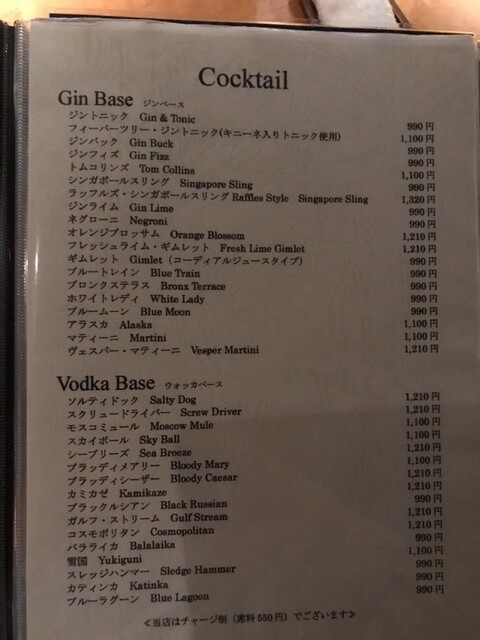 Cocktail
Gin Base ジンベース
ジントニック Gin & Tonic 990円
フィーバーツリー・ジントニック(キニーネ入りトニック使用) 1,100円
ジンバック Gin Buck 990円
ジンフィズ Gin Fizz 990円
トムコリンズ Tom Collins 1,100円
シンガポールスリング Singapore Sling 990円
ラッフルズ・シンガポールスリング Raffles Style Singapore Sling 1,320円
ジンライム Gin Lime 990円
ネグローニ Negroni 990円
オレンジブロッサム Orange Blossom 1,210円
フレッシュライム・ギムレット Fresh Lime Gimlet 1,210円
ギムレット Gimlet（コーディアルジュースタイプ） 990円
ブルートレイン Blue Train 990円
ブロンクステラス Bronx Terrace 990円
ホワイトレディ White Lady 990円
ブルームーン Blue Moon 990円
アラスカ Alaska 1,100円
マティーニ Martini 1,100円
ヴェスパー・マティーニ Vesper Martini 1,210円
Vodka Base ウォッカベース
ソルティドック Salty Dog 1,210円
スクリュードライバー Screw Driver 1,210円
モスコミュール Moscow Mule 1,100円
スカイボール Sky Ball 1,100円
シーブリーズ Sea Breeze 1,210円
ブラッディメアリー Bloody Mary 1,100円
ブラッディシーザー Bloody Caesar 1,210円
カミカゼ Kamikaze 1,210円
ブラックルシアン Black Russian 990円
ガルフ・ストリーム Gulf Stream 1,210円
コスモポリタン Cosmopolitan 1,210円
バラライカ Balalaika 990円
雪国 Yukiguni 1,100円
スレッジハンマー Sledge Hammer 990円
カティンカ Katinka 990円
ブルーラグーン Blue Lagoon 990円
≪当店はチャージ制（席料550円）でございます≫